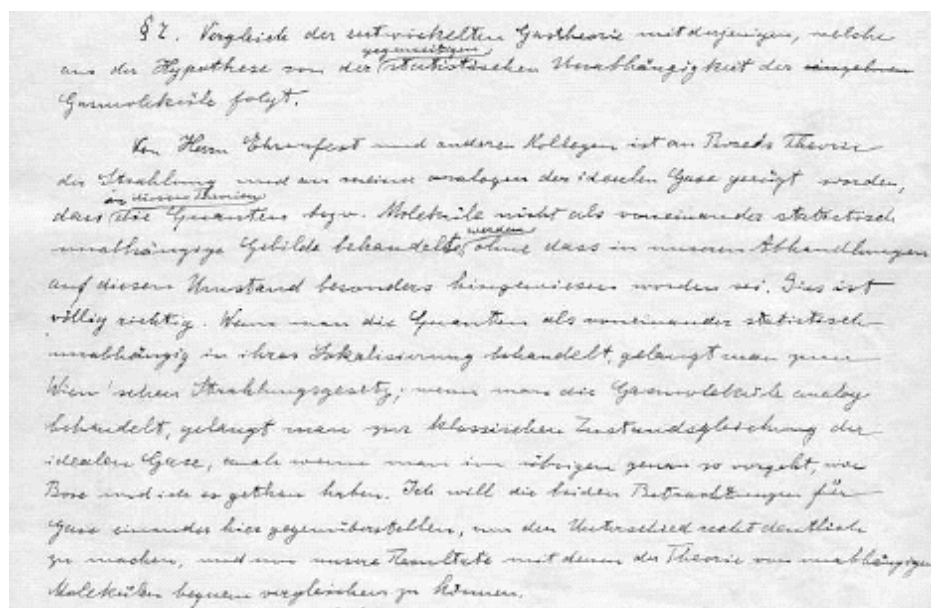 § 7. Vergleich der entwickelten Gastheorie mit derjenigen, welche
aus der Hypothese von der gegenseitigen statistischen Unabhängigkeit der einzelnen
Gasmoleküle folgt.
Von Herrn Ehrenfest und anderen Kollegen ist an Bose's Theorie
der Strahlung und an meiner analogen der idealen Gase gerügt worden,
dass in diesen Theorien die Quanten bzw. Moleküle nicht als voneinander statistisch
unabhängige Gebilde behandelt werden, ohne dass in unseren Abhandlungen
auf diesen Umstand besonders hingewiesen worden sei. Dies ist
völlig richtig. Wenn man die Quanten als voneinander statistisch
unabhängig in ihrer Lokalisierung behandelt, gelangt man zum
Wien'schen Strahlungsgesetz; wenn man die Gasmoleküle analog
behandelt, gelangt man zur klassischen Zustandsgleichung der
idealen Gase, auch wenn man im übrigen genau so vorgeht, wie
Bose und ich es gethan haben. Ich will die beiden Betrachtungen für
Gase einander hier gegenüberstellen, um den Unterschied recht deutlich
zu machen, und um unsere Resultate mit denen der Theorie von unabhängigen
Molekülen bequem vergleichen zu können.